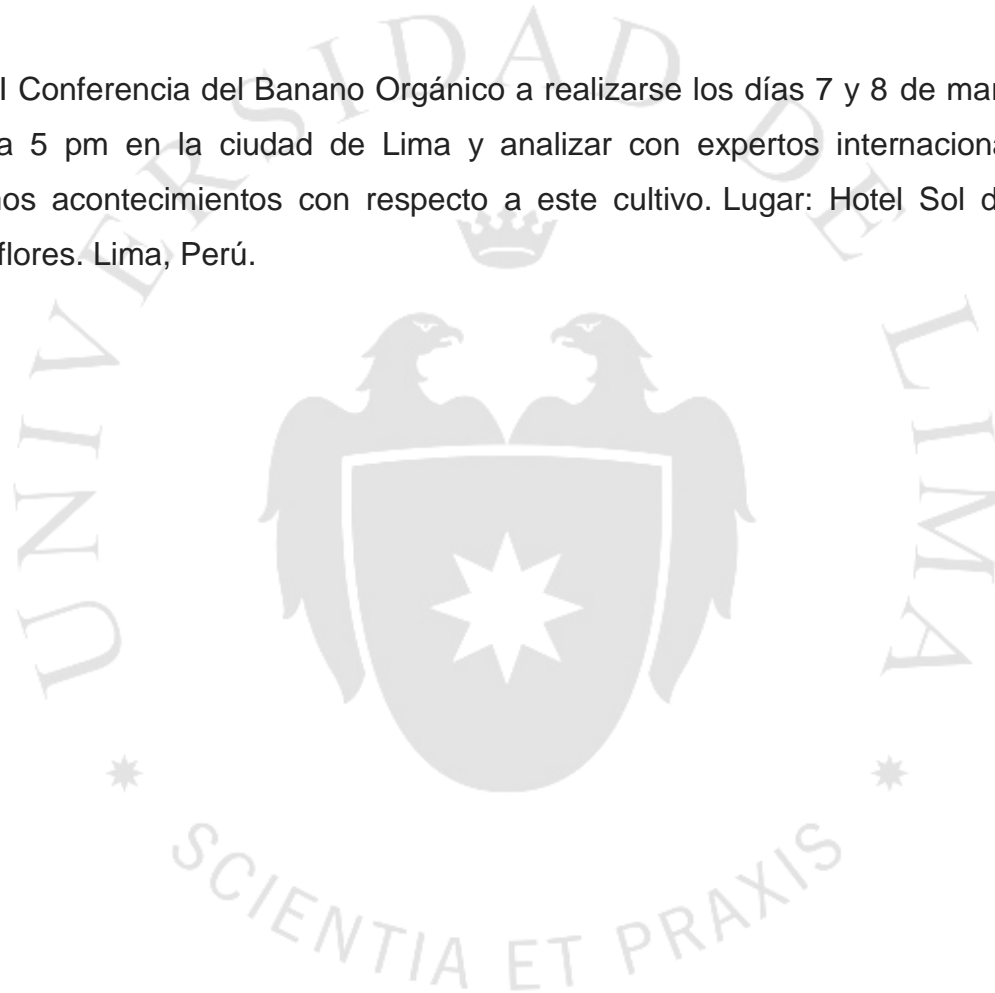 I Conferencia del Banano Orgánico a realizarse los días 7 y 8 de mar
a 5 pm en la ciudad de Lima y analizar con expertos internaciona
nos acontecimientos con respecto a este cultivo. Lugar: Hotel Sol d
flores. Lima, Perú.
UNIVERSIDAD DE LIMA
SCIENTIA ET PRAXIS